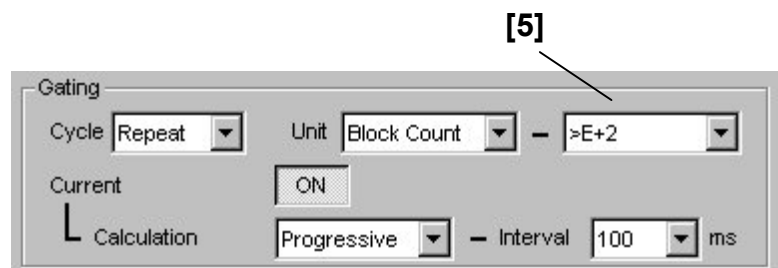 [5]
Gating
Cycle Repeat Unit Block Count – >E+2
Current ON
Calculation Progressive – Interval 100 ms